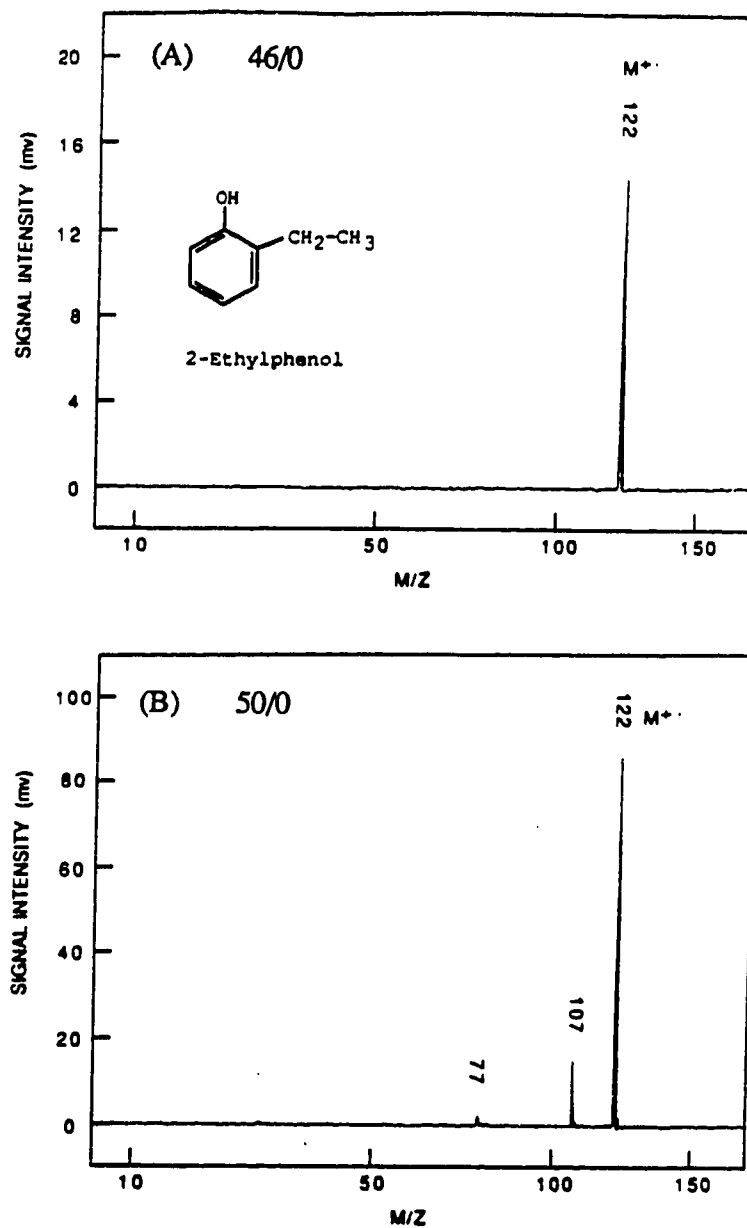 (A) 46/0
M+·
122
20
16
12
8
4
0
SIGNAL INTENSITY (mv)
OH
CH2-CH3
2-Ethylphenol
10 50 100 150
M/Z
(B) 50/0
122 M+·
100
80
60
40
20
0
SIGNAL INTENSITY (mv)
107
77
10 50 100 150
M/Z